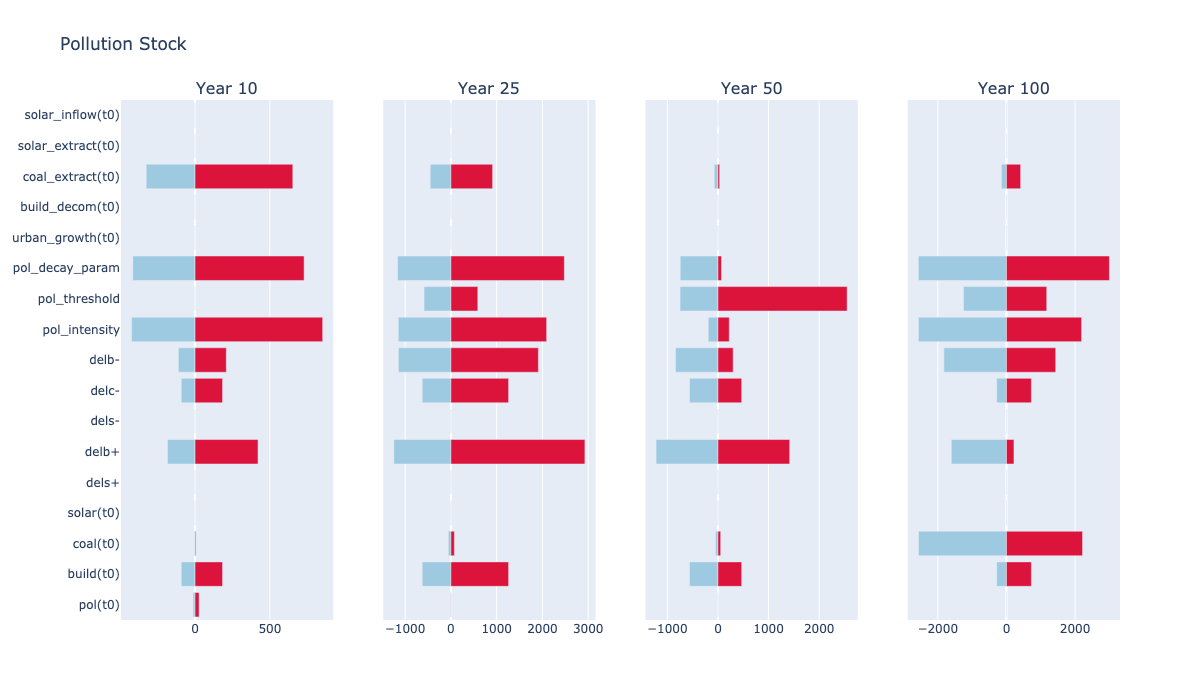 Pollution Stock
Year 10
Year 25
Year 50
Year 100
solar_inflow(t0)
solar_extract(t0)
coal_extract(t0)
build_decom(t0)
urban_growth(t0)
pol_decay_param
pol_threshold
pol_intensity
delb-
delc-
dels-
delb+
dels+
solar(t0)
coal(t0)
build(t0)
pol(t0)
0 500
−1000 0 1000 2000 3000
−1000 0 1000 2000
−2000 0 2000